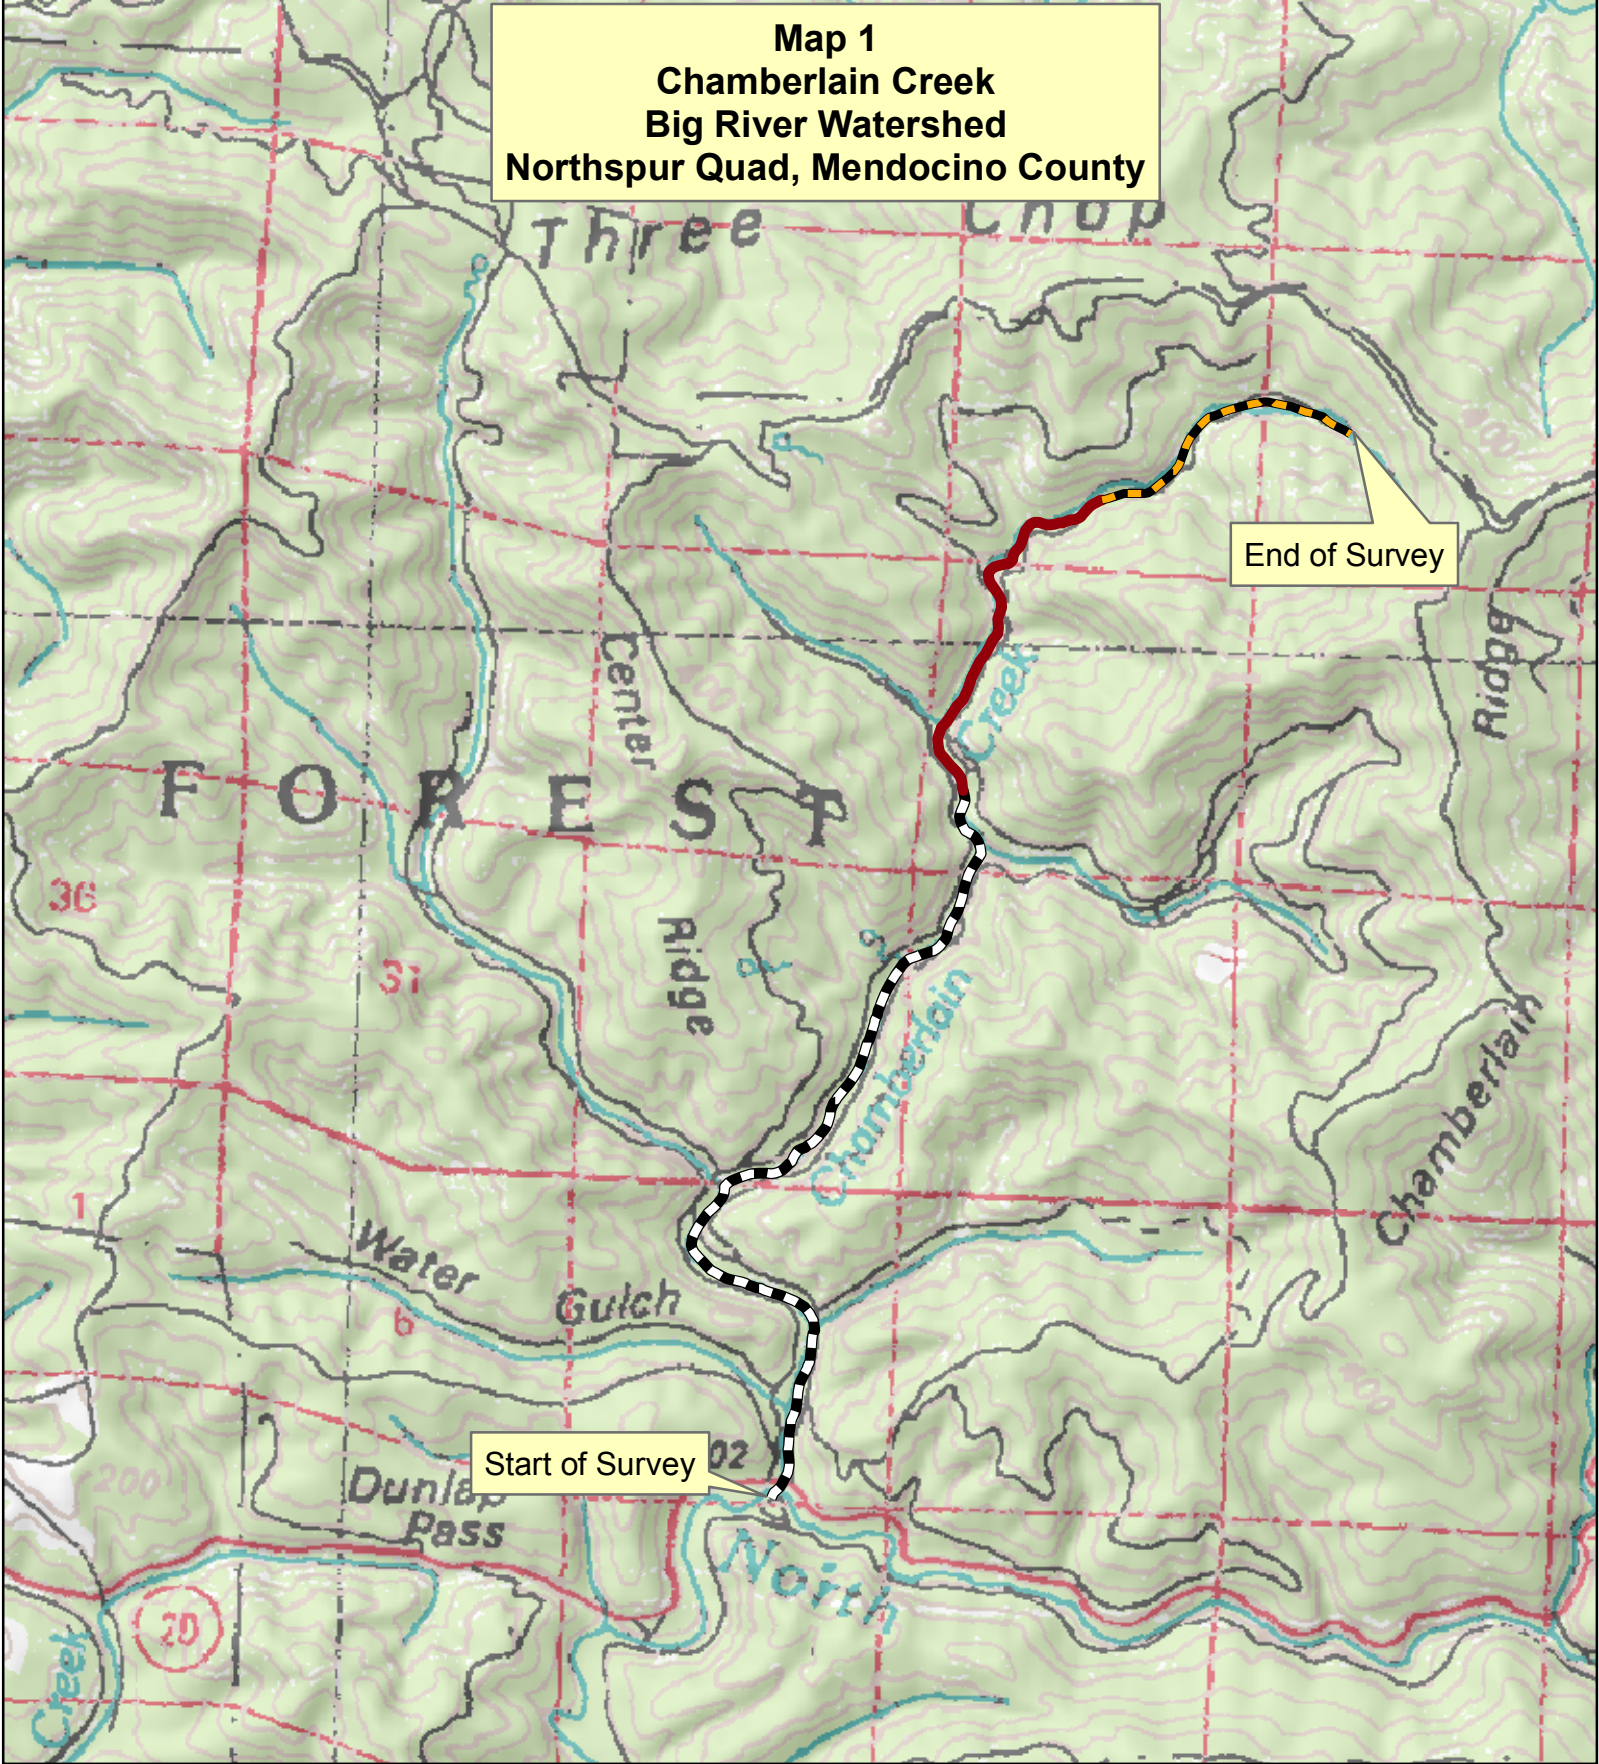 Map 1
Chamberlain Creek
Big River Watershed
Northspur Quad, Mendocino County
Three Chop
End of Survey
Ridge
Center
Creek
F O R E S T
36
31
Ridge
Chamberlain
Chamberlain
1
Water
Gulch
6
Start of Survey
02
200
Dunlap
Pass
North
20
Creek